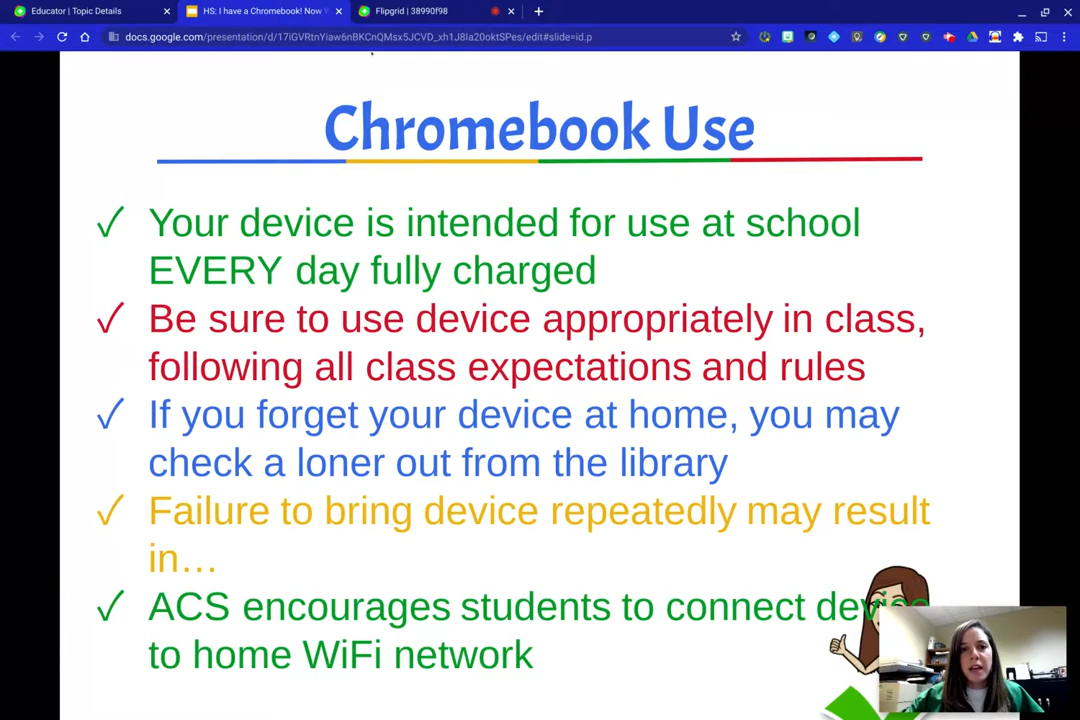 Educator | Topic Details
HS: I have a Chromebook! Now
Flipgrid | 38990f98
docs.google.com/presentation/d/17iGVRtnYiaw6nBKCnQMsx5JCVD_xh1J8Ia20oktSPes/edit#slide=id.p
Chromebook Use
✓ Your device is intended for use at school
EVERY day fully charged
✓ Be sure to use device appropriately in class,
following all class expectations and rules
✓ If you forget your device at home, you may
check a loner out from the library
✓ Failure to bring device repeatedly may result
in…
✓ ACS encourages students to connect device
to home WiFi network